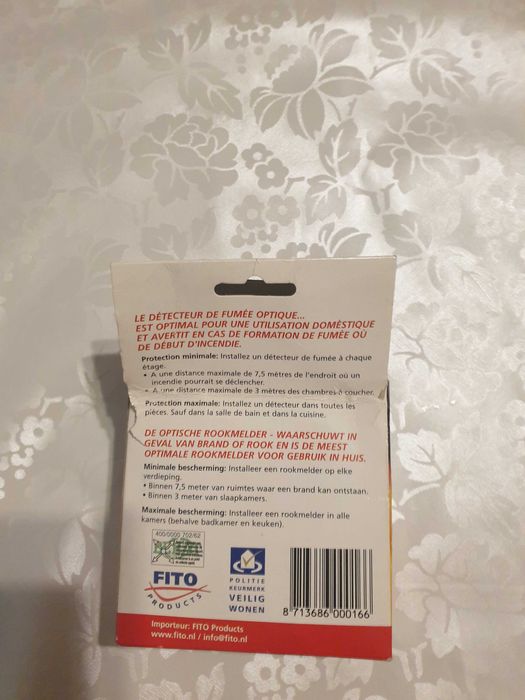 LE DÉTECTEUR DE FUMÉE OPTIQUE...
EST OPTIMAL POUR UNE UTILISATION DOMÈSTIQUE
ET AVERTIT EN CAS DE FORMATION DE FUMÉE OÙ
DE DÉBUT D'INCENDIE.
Protection minimale: Installez un détecteur de fumée à chaque
étage.
• A une distance maximale de 7,5 mètres de l'endroit où un
incendie pourrait se déclencher.
• A une distance maximale de 3 mètres des chambres à coucher.
Protection maximale: Installez un détecteur dans toutes les
pièces. Sauf dans la salle de bain et dans la cuisine.
DE OPTISCHE ROOKMELDER - WAARSCHUWT IN
GEVAL VAN BRAND OF ROOK EN IS DE MEEST
OPTIMALE ROOKMELDER VOOR GEBRUIK IN HUIS.
Minimale bescherming: Installeer een rookmelder op elke
verdieping.
• Binnen 7,5 meter van ruimtes waar een brand kan ontstaan.
• Binnen 3 meter van slaapkamers.
Maximale bescherming: Installeer een rookmelder in alle
kamers (behalve badkamer en keuken).
400/0000 702/62
FITO
PRODUCTS
POLITIE
KEURMERK
VEILIG
WONEN
8 713686 000166
Importeur: FITO Products
www.fito.nl / info@fito.nl